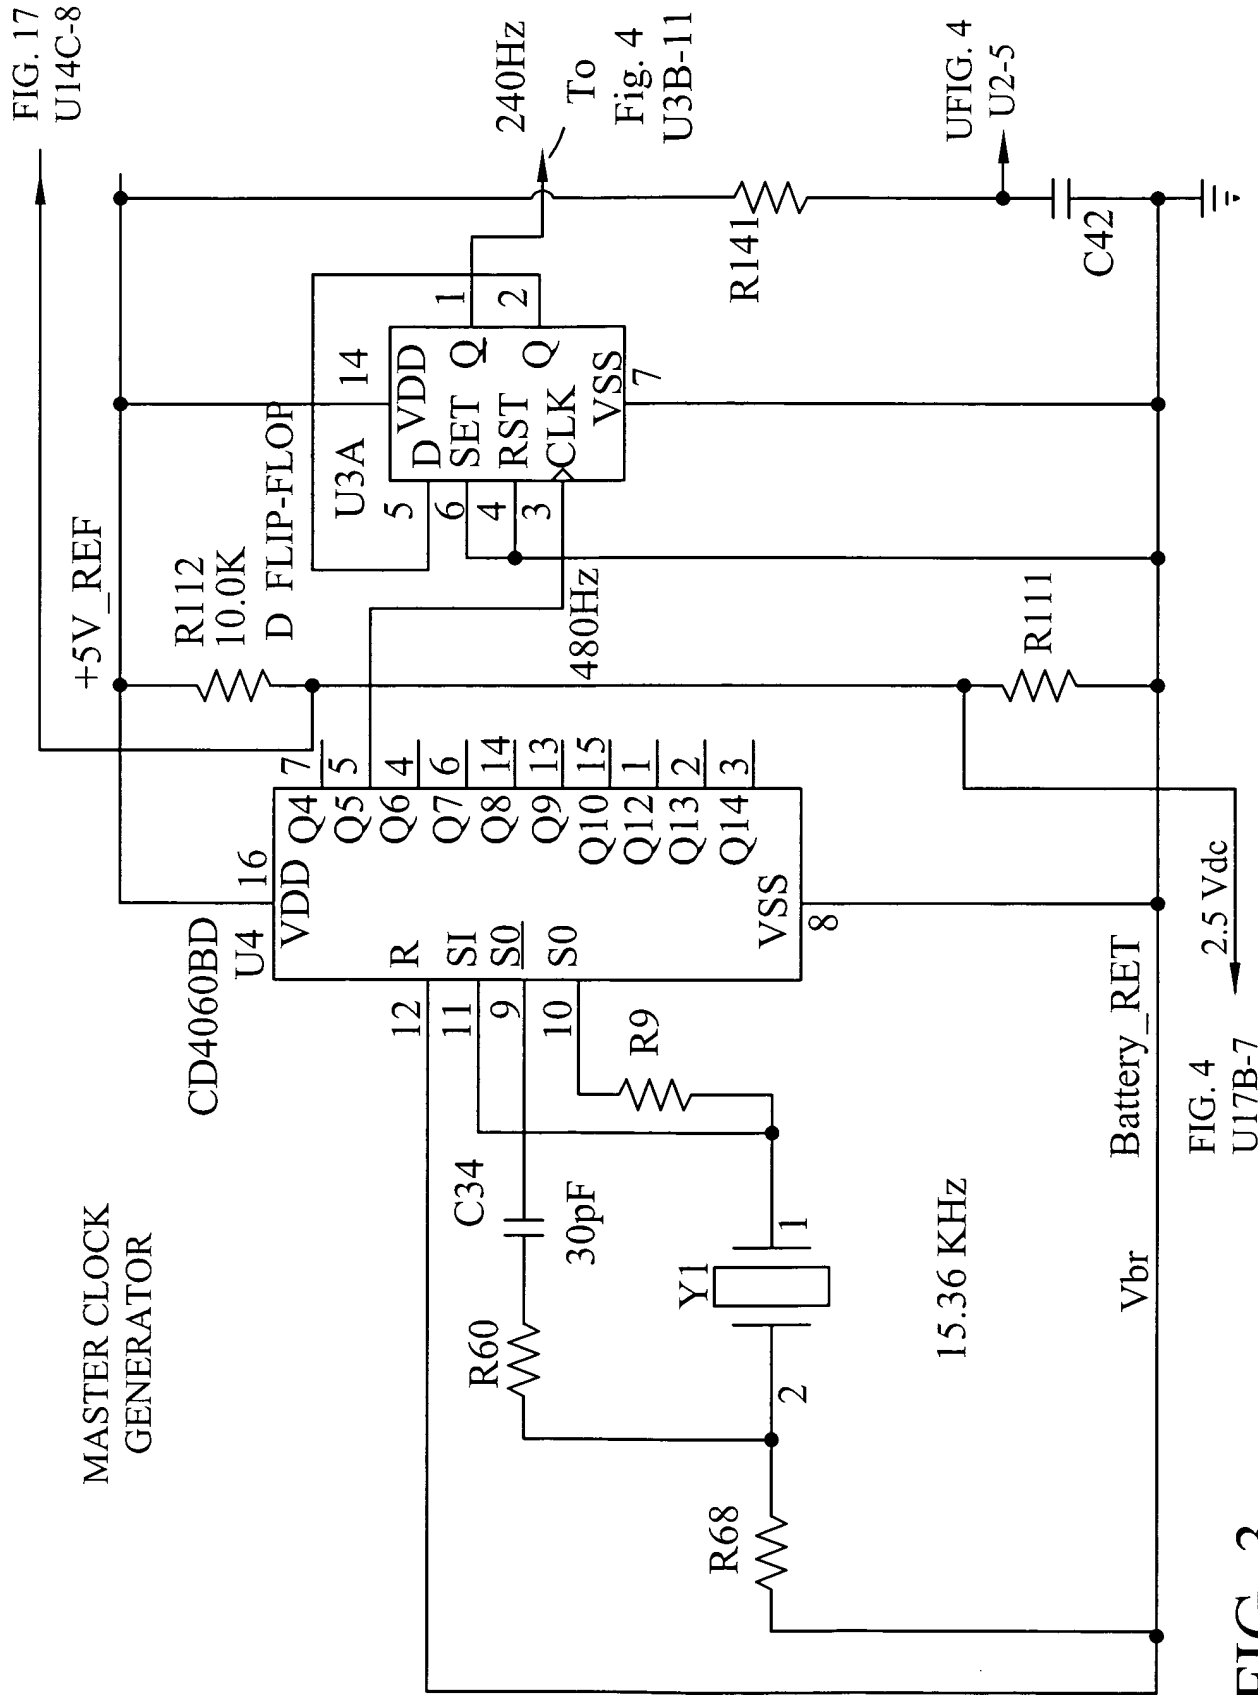 FIG. 17
U14C-8
+5V_REF
R112
10.0K
D FLIP-FLOP
240Hz
To
Fig. 4
U3B-11
UFIG. 4
U2-5
MASTER CLOCK
GENERATOR
CD4060BD
U4
16
VDD
R
SI
S0
S0
VSS
8
12
11
9
10
Q4
Q5
Q6
Q7
Q8
Q9
Q10
Q12
Q13
Q14
7
5
4
6
14
13
15
1
2
3
480Hz
U3A
14
VDD
D
SET
RST
CLK
VSS
Q
Q
5
6
4
3
1
2
7
R141
C42
R111
R9
C34
30pF
R60
Y1
1
2
15.36 KHz
R68
Vbr
Battery_RET
2.5 Vdc
FIG. 4
U17B-7